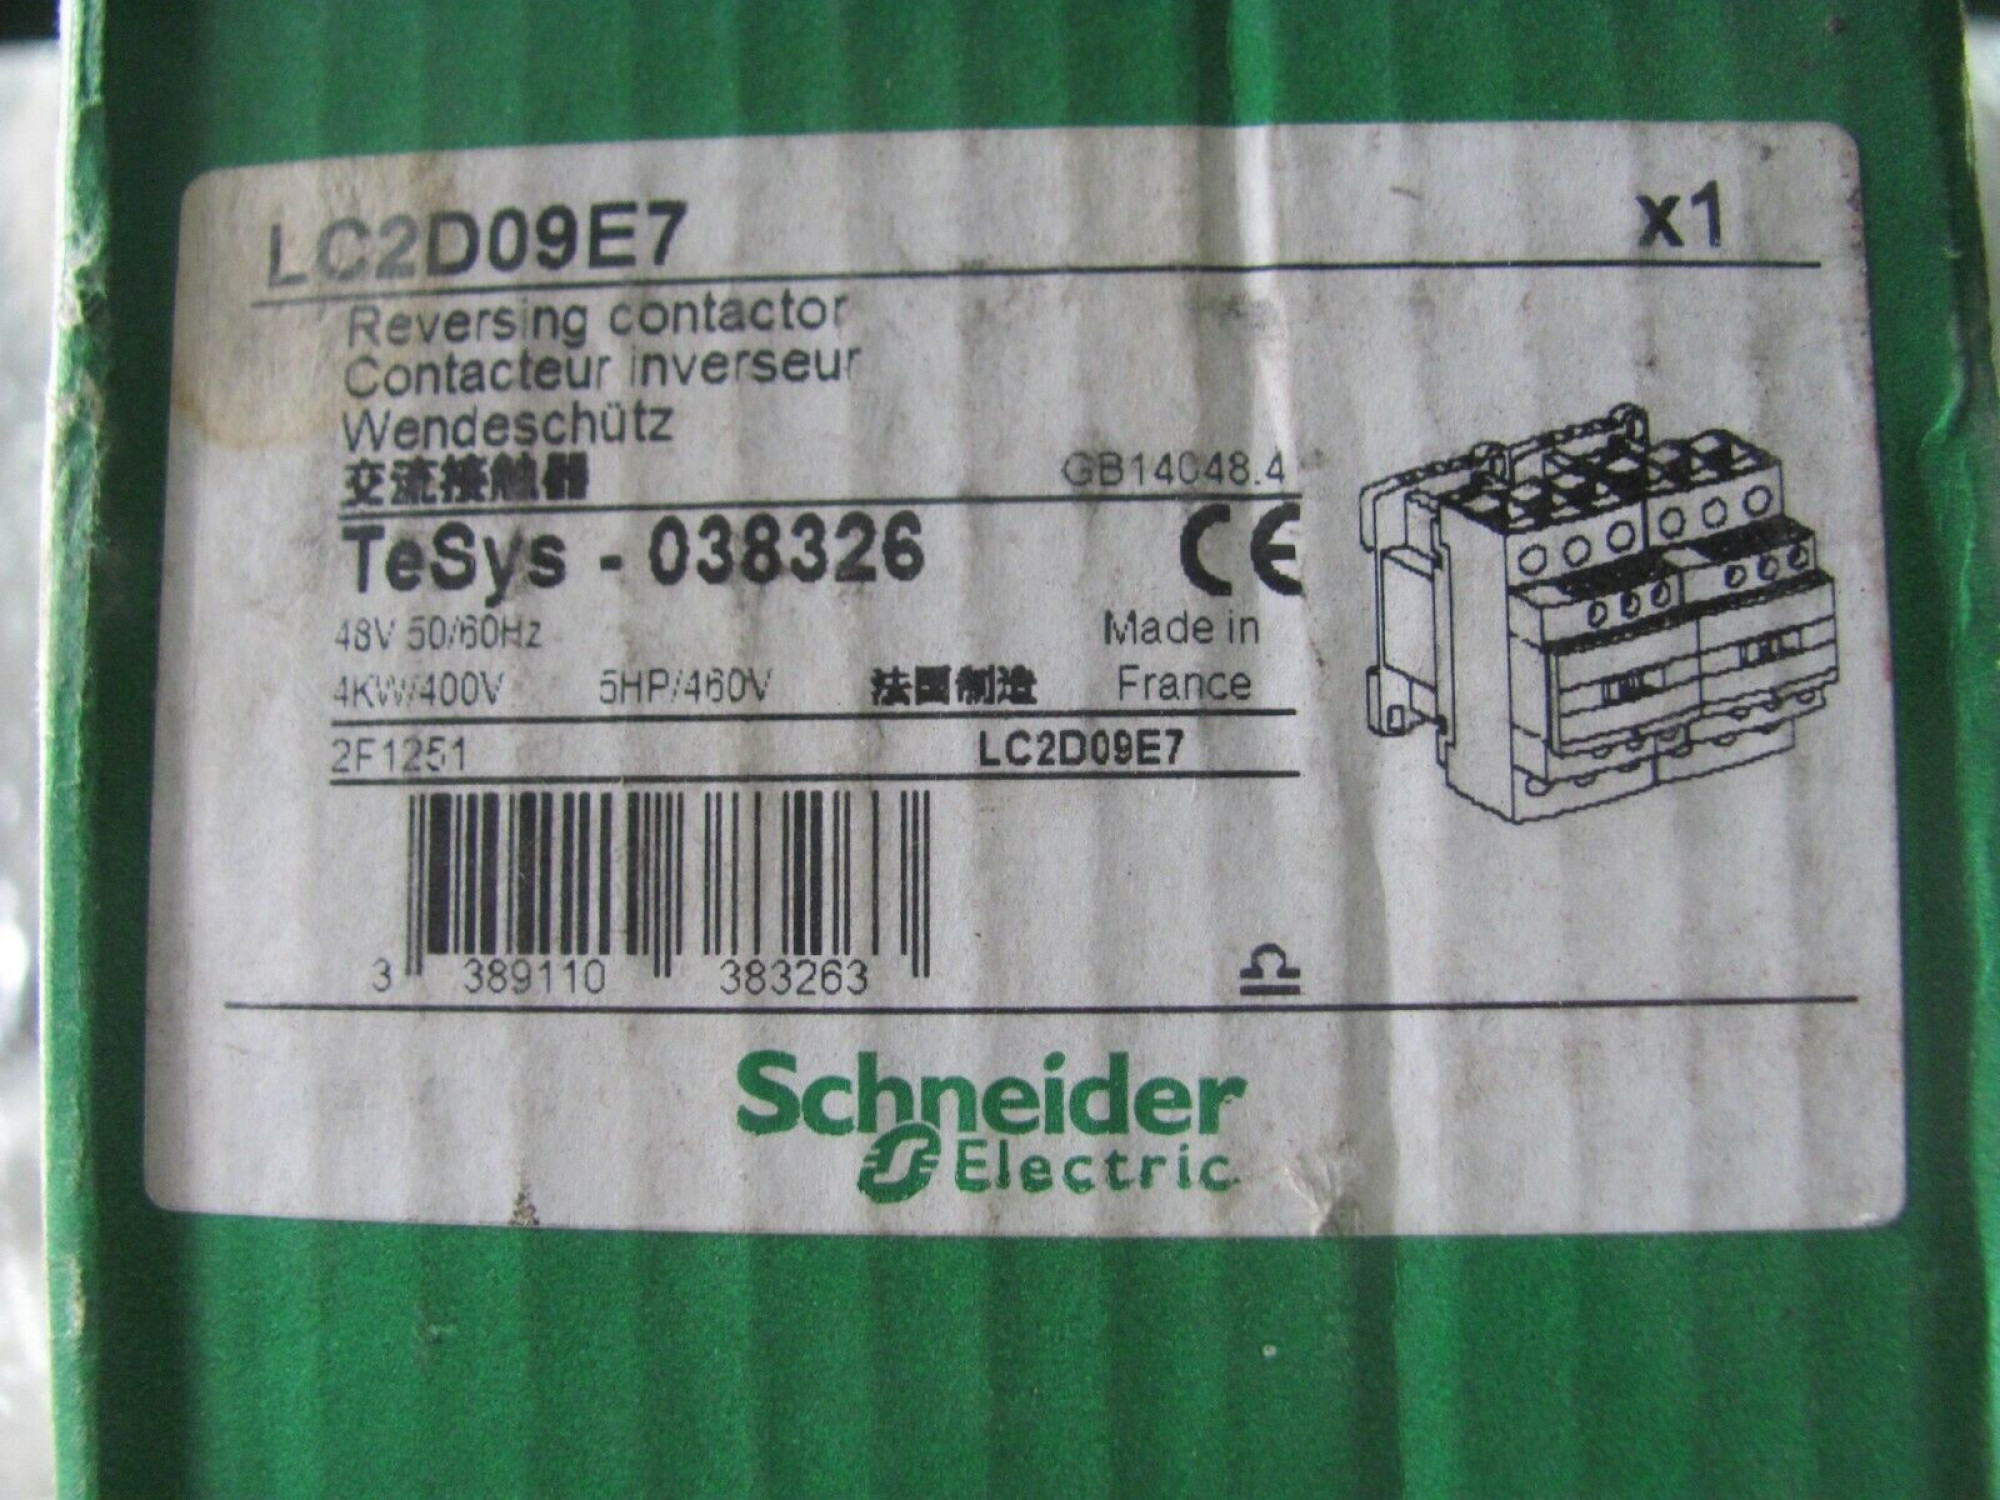 LC2D09E7 x1
Reversing contactor
Contacteur inverseur
Wendeschütz
交流接触器 GB14048.4
TeSys - 038326 CE
48V 50/60Hz Made in
4KW/400V 5HP/460V 法国制造 France
2F1251 LC2D09E7
3 389110 383263
Schneider
Electric